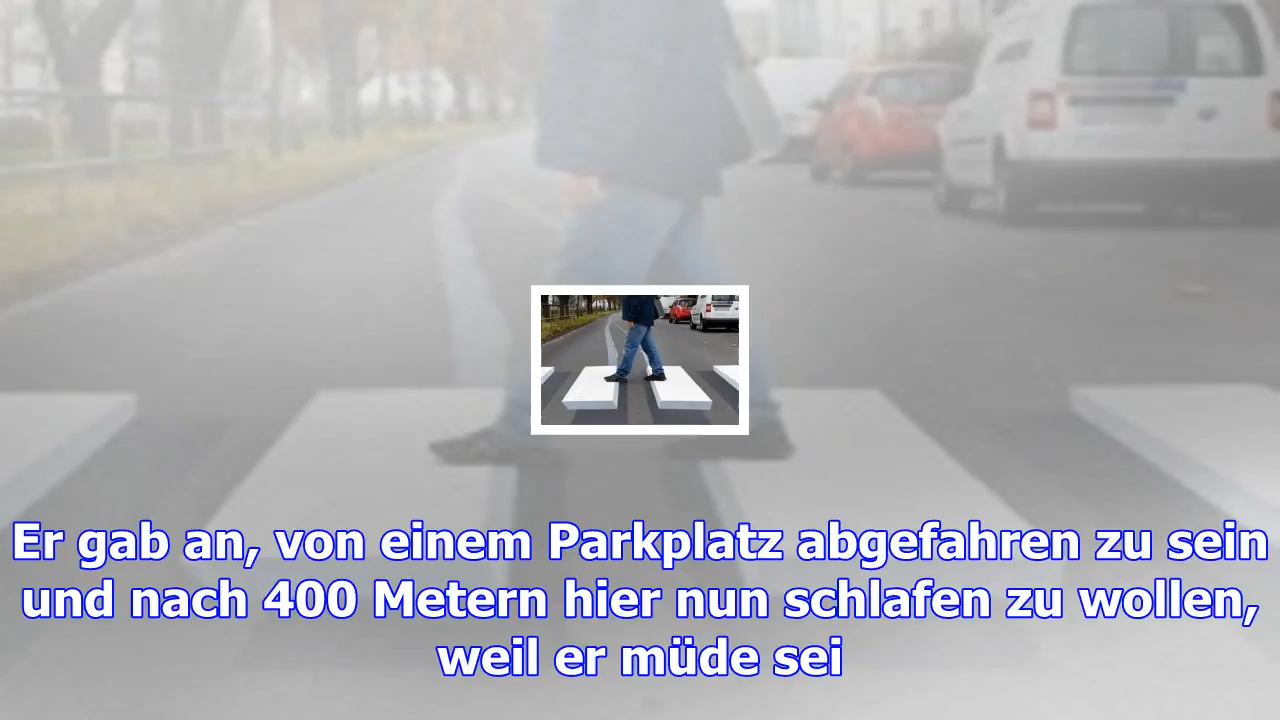 Er gab an, von einem Parkplatz abgefahren zu sein
und nach 400 Metern hier nun schlafen zu wollen,
weil er müde sei